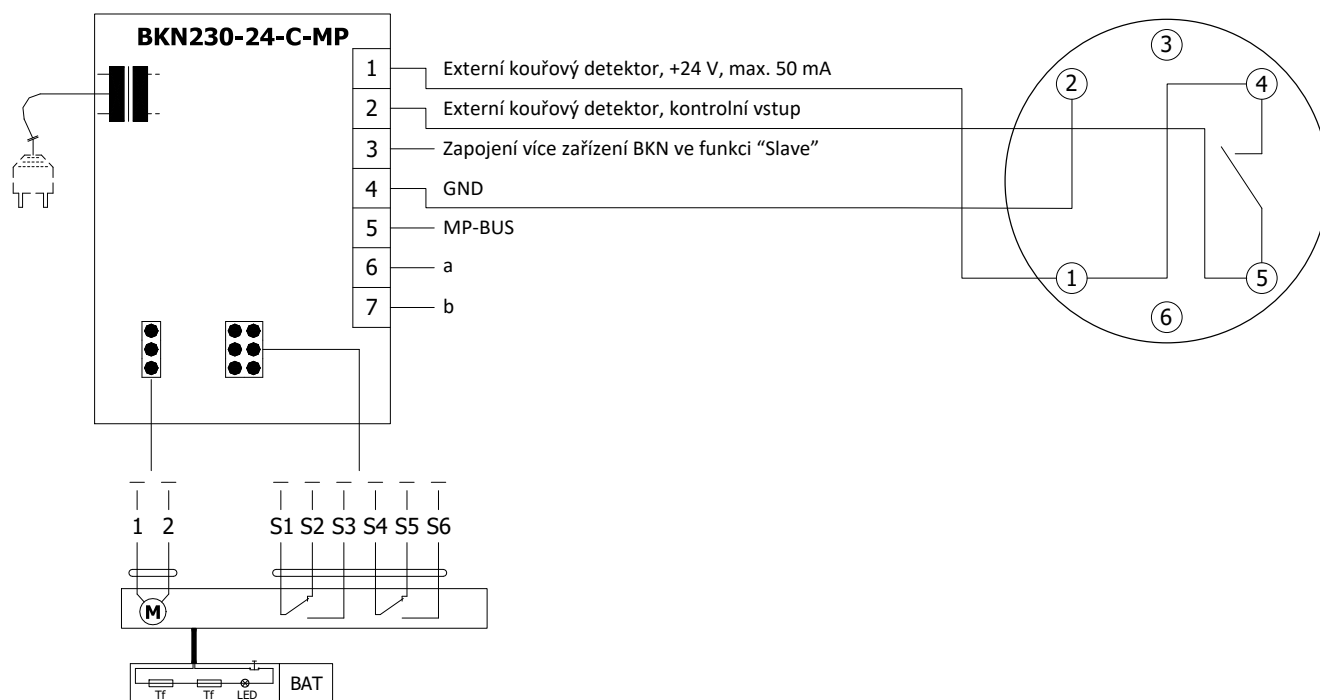 BKN230-24-C-MP
1 Externí kouřový detektor, +24 V, max. 50 mA
2 Externí kouřový detektor, kontrolní vstup
3 Zapojení více zařízení BKN ve funkci “Slave”
4 GND
5 MP-BUS
6 a
7 b
3
2
4
1
5
6
1 2 S1 S2 S3 S4 S5 S6
M
Tf Tf LED BAT